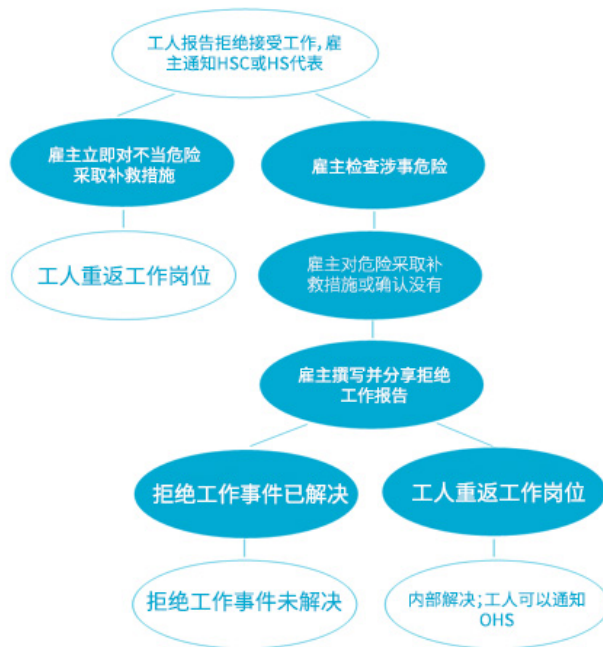 工人报告拒绝接受工作,雇
主通知HSC或HS代表
雇主立即对不当危险
采取补救措施
雇主检查涉事危险
工人重返工作岗位
雇主对危险采取补
救措施或确认没有
雇主撰写并分享拒绝
工作报告
拒绝工作事件已解决
工人重返工作岗位
拒绝工作事件未解决
内部解决;工人可以通知
OHS